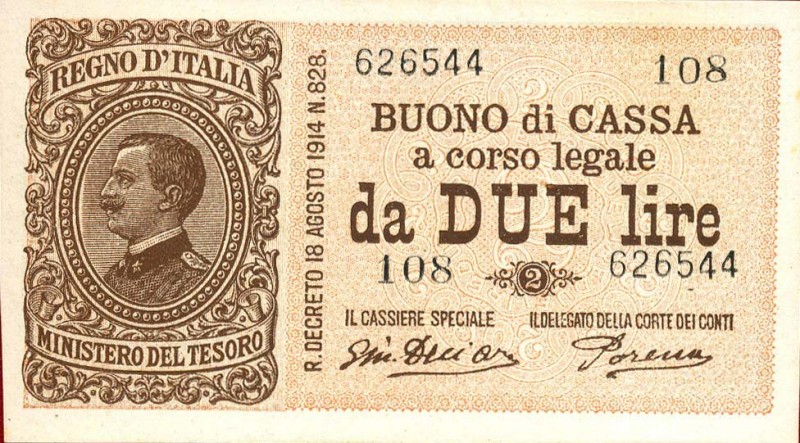 REGNO D'ITALIA
MINISTERO DEL TESORO
R. DECRETO 18 AGOSTO 1914 N. 828.
626544 108
BUONO di CASSA
a corso legale
da DUE lire
108 2 626544
IL CASSIERE SPECIALE IL DELEGATO DELLA CORTE DEI CONTI
Porena